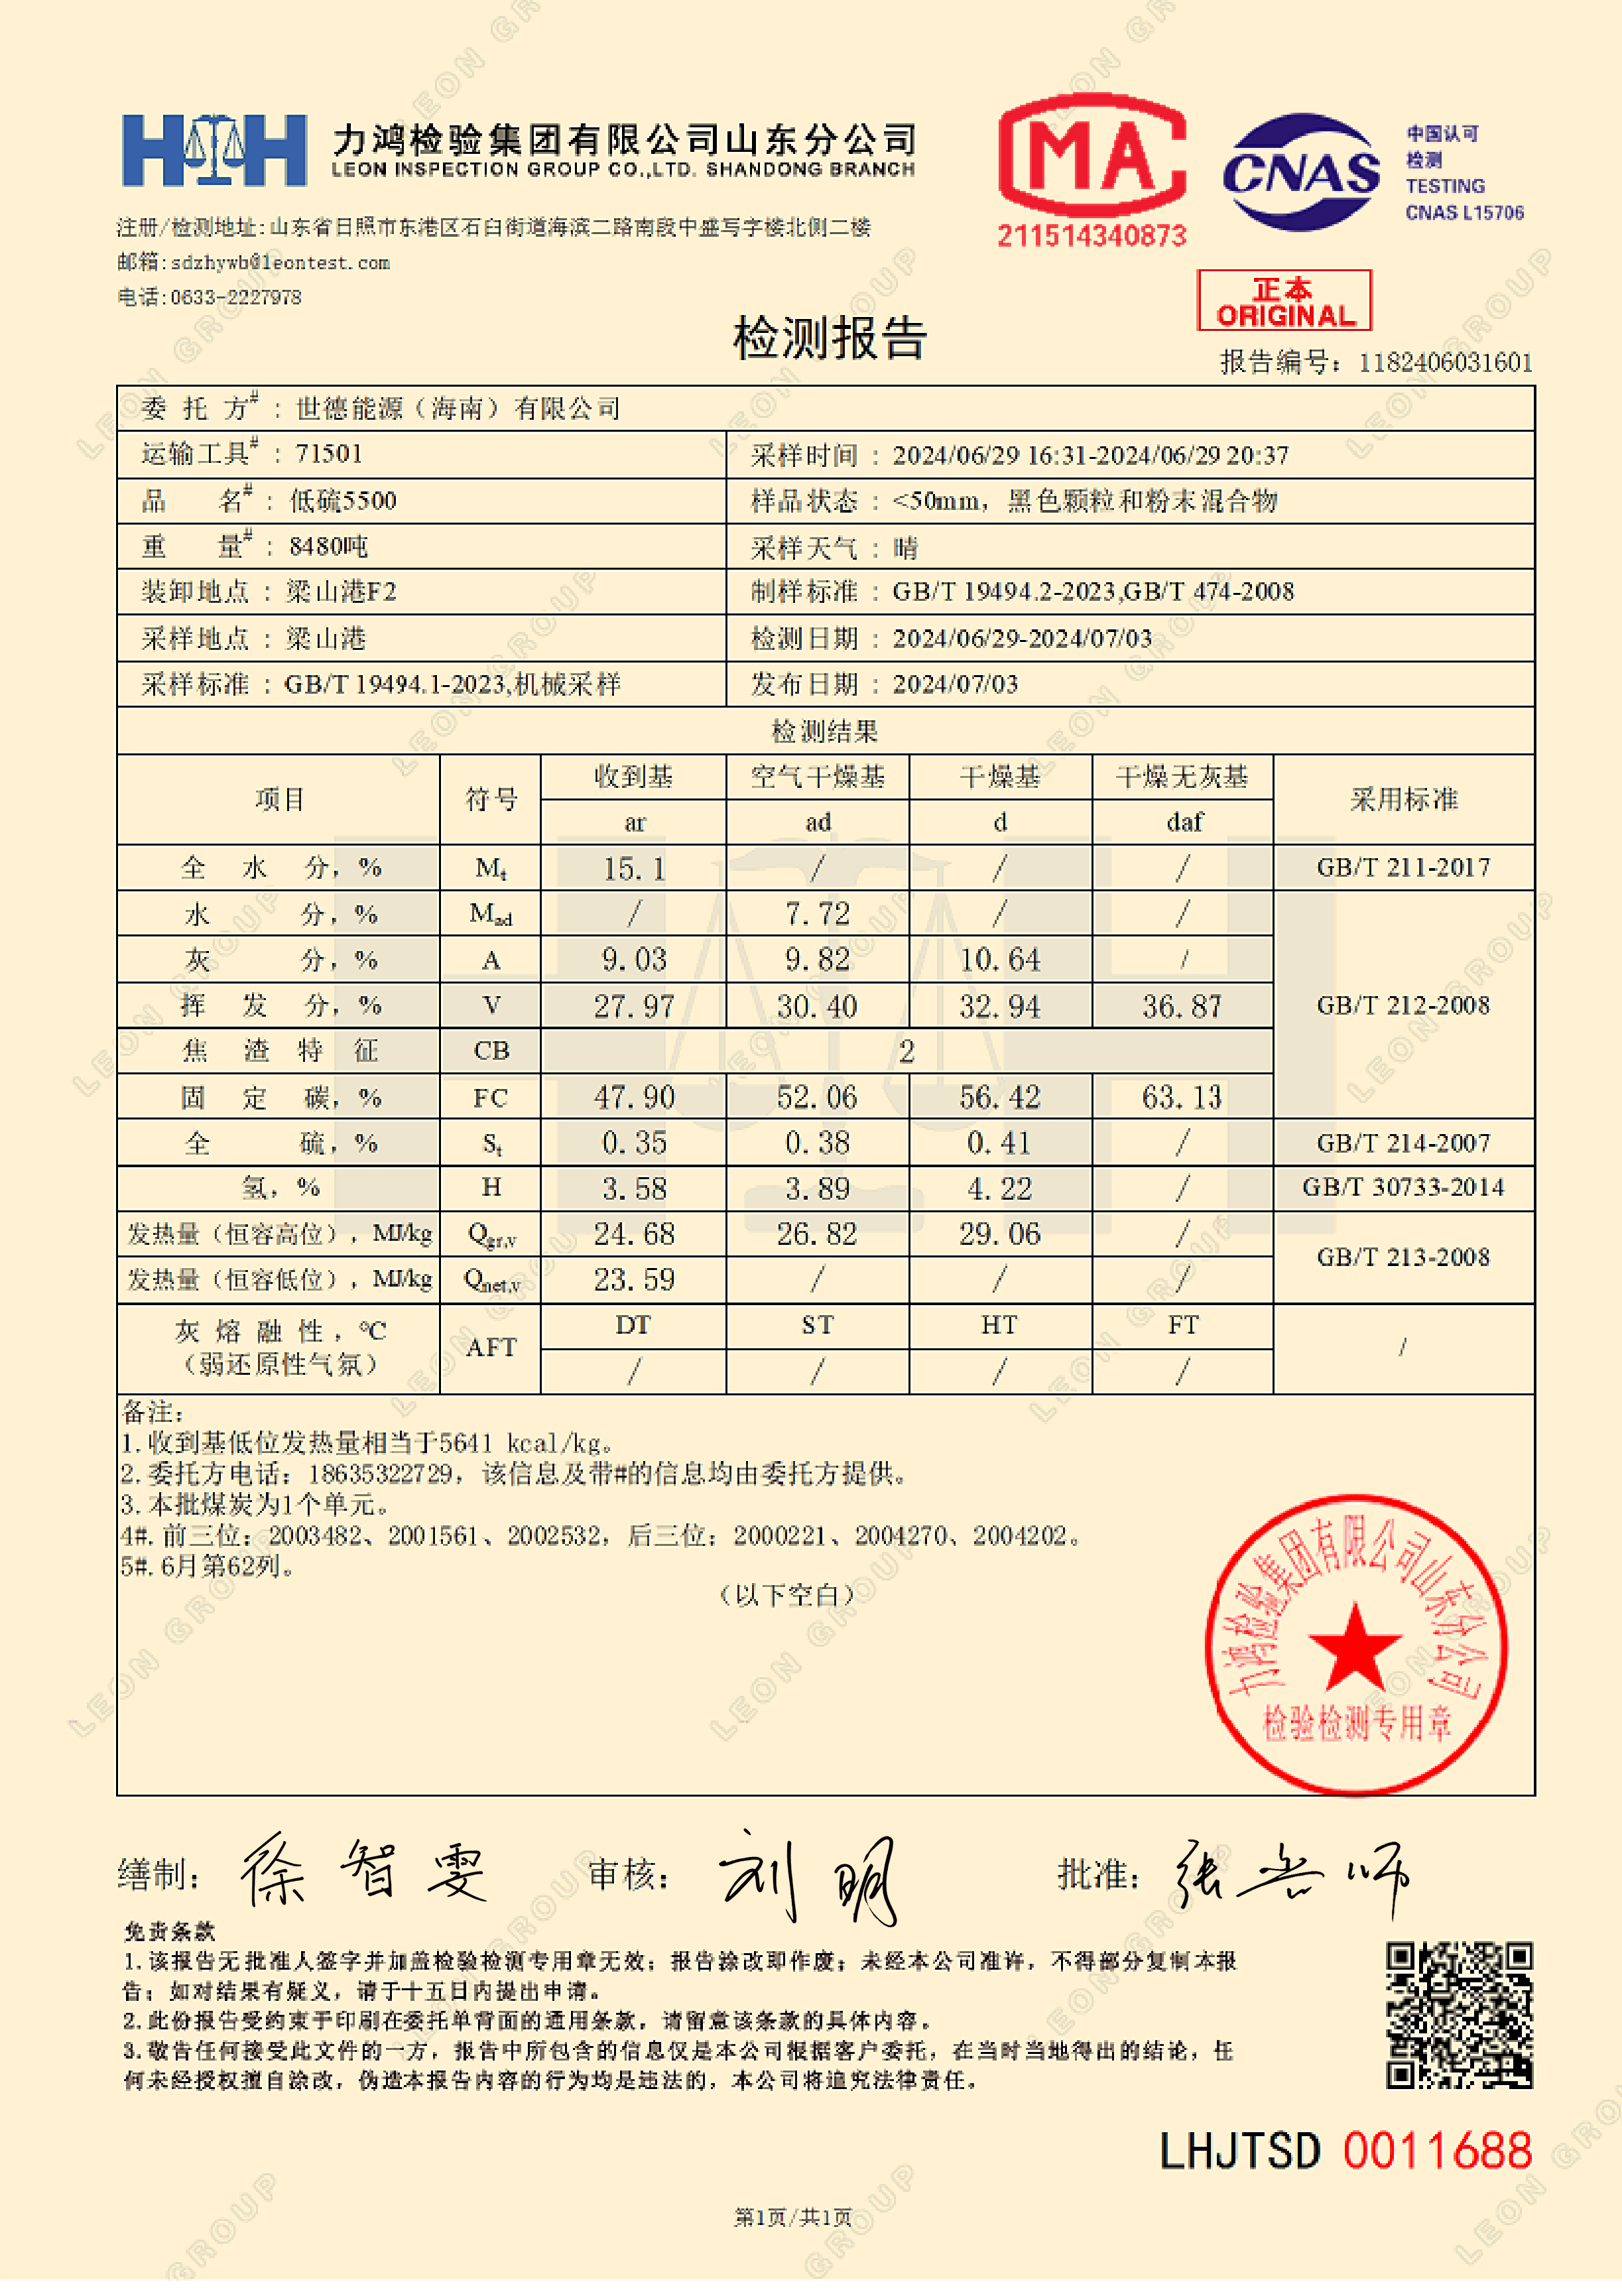 力鸿检验集团有限公司山东分公司
LEON INSPECTION GROUP CO.,LTD. SHANDONG BRANCH
MA
211514340873
CNAS
中国认可
检测
TESTING
CNAS L15706
注册/检测地址:山东省日照市东港区石臼街道海滨二路南段中盛写字楼北侧二楼
邮箱:sdzhywb@leontest.com
电话:0633-2227978
正本
ORIGINAL
检测报告
报告编号: 1182406031601
委 托 方#: 世德能源（海南）有限公司
运输工具#: 71501 采样时间: 2024/06/29 16:31-2024/06/29 20:37
品 名#: 低硫5500 样品状态: <50mm, 黑色颗粒和粉末混合物
重 量#: 8480吨 采样天气: 晴
装卸地点: 梁山港F2 制样标准: GB/T 19494.2-2023,GB/T 474-2008
采样地点: 梁山港 检测日期: 2024/06/29-2024/07/03
采样标准: GB/T 19494.1-2023,机械采样 发布日期: 2024/07/03
检测结果
项目 符号 收到基 空气干燥基 干燥基 干燥无灰基 采用标准
ar ad d daf
全 水 分, % Mt 15.1 / / / GB/T 211-2017
水 分, % Mad / 7.72 / /
灰 分, % A 9.03 9.82 10.64 /
挥 发 分, % V 27.97 30.40 32.94 36.87 GB/T 212-2008
焦 渣 特 征 CB 2
固 定 碳, % FC 47.90 52.06 56.42 63.13
全 硫, % St 0.35 0.38 0.41 / GB/T 214-2007
氢, % H 3.58 3.89 4.22 / GB/T 30733-2014
发热量（恒容高位）, MJ/kg Qgr,v 24.68 26.82 29.06 /
GB/T 213-2008
发热量（恒容低位）, MJ/kg Qnet,v 23.59 / / /
灰 熔 融 性, ℃ AFT DT ST HT FT /
（弱还原性气氛） / / / /
备注:
1.收到基低位发热量相当于5641 kcal/kg。
2.委托方电话: 18635322729, 该信息及带#的信息均由委托方提供。
3.本批煤炭为1个单元。
4#.前三位: 2003482、2001561、2002532, 后三位: 2000221、2004270、2004202。
5#.6月第62列。
（以下空白）
力鸿检验集团有限公司山东分公司
检验检测专用章
缮制: 徐智雯 审核: 刘明 批准: 张岩师
免责条款
1.该报告无批准人签字并加盖检验检测专用章无效; 报告涂改即作废; 未经本公司准许, 不得部分复制本报
告; 如对结果有疑义, 请于十五日内提出申请。
2.此份报告受约束于印刷在委托单背面的通用条款, 请留意该条款的具体内容。
3.敬告任何接受此文件的一方, 报告中所包含的信息仅是本公司根据客户委托, 在当时当地得出的结论, 任
何未经授权擅自涂改, 伪造本报告内容的行为均是违法的, 本公司将追究法律责任。
LHJTSD 0011688
第1页/共1页